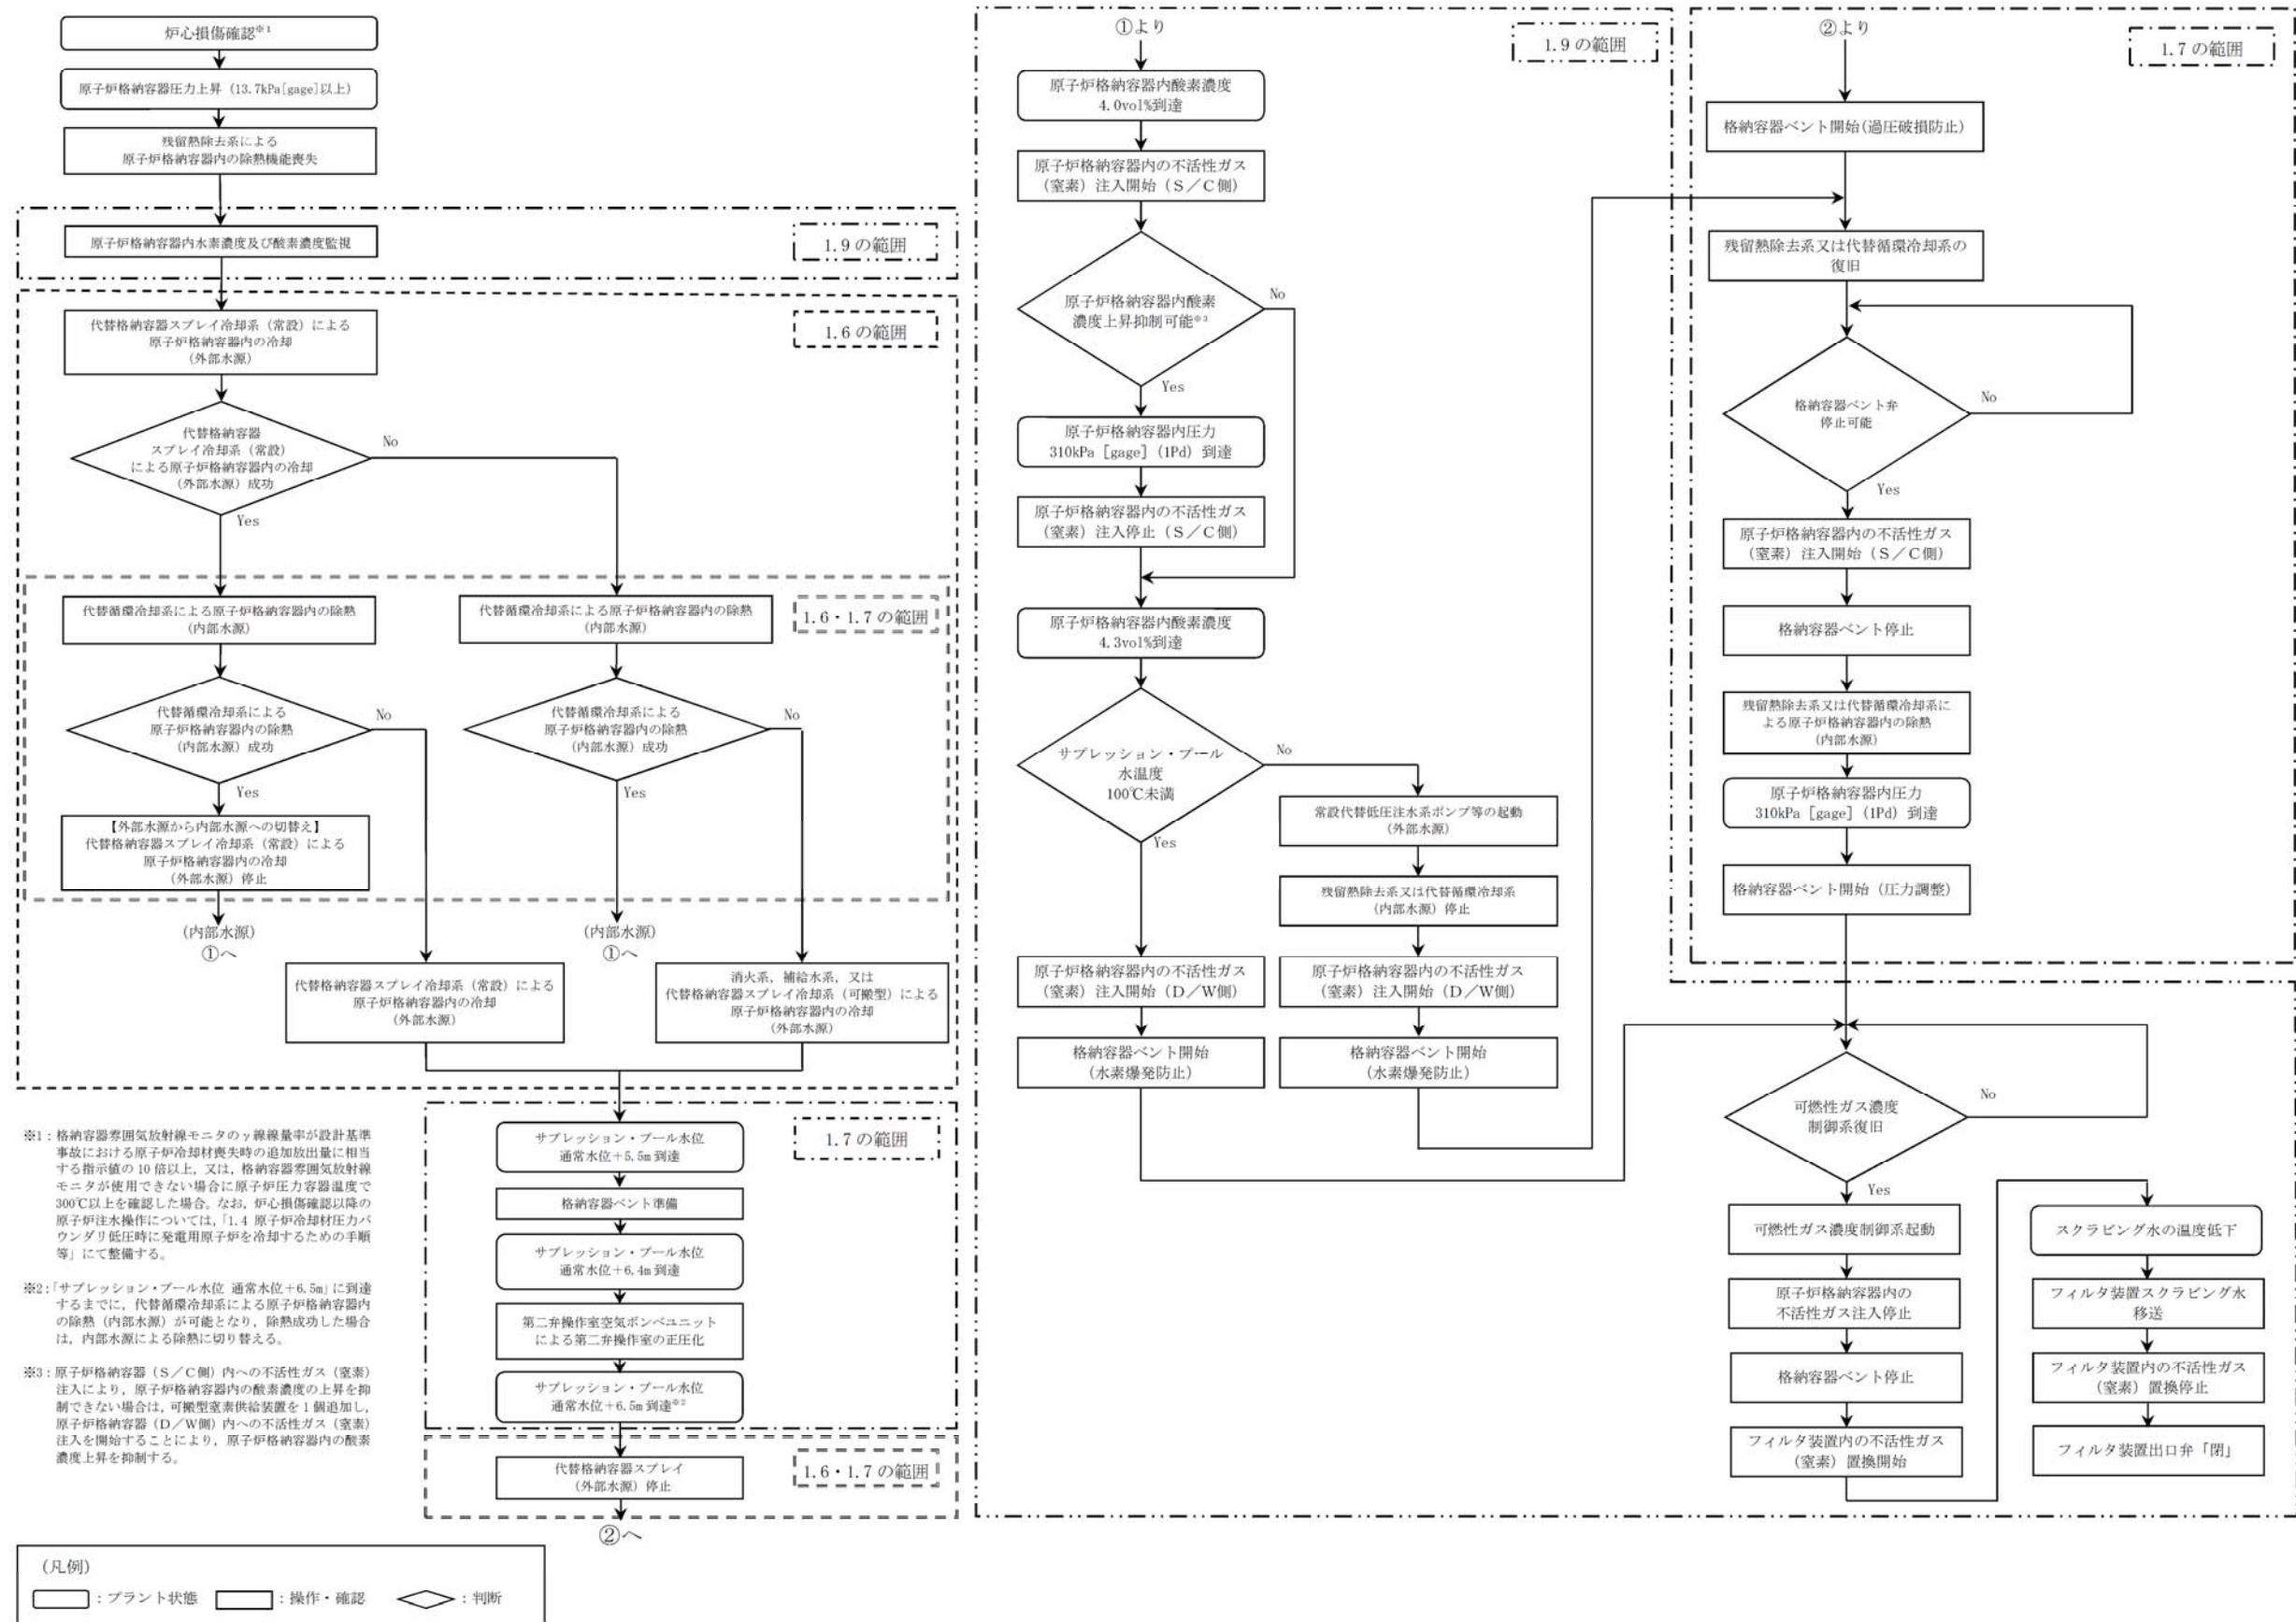 炉心損傷確認※1
原子炉格納容器圧力上昇（13.7kPa[gage]以上）
残留熱除去系による
原子炉格納容器内の除熱機能喪失
原子炉格納容器内水素濃度及び酸素濃度監視
1.9 の範囲
代替格納容器スプレイ冷却系（常設）による
原子炉格納容器内の冷却
（外部水源）
1.6 の範囲
代替格納容器
スプレイ冷却系（常設）
による原子炉格納容器内の冷却
（外部水源）成功
No
Yes
代替循環冷却系による原子炉格納容器内の除熱
（内部水源）
代替循環冷却系による原子炉格納容器内の除熱
（内部水源）
1.6・1.7 の範囲
代替循環冷却系による
原子炉格納容器内の除熱
（内部水源）成功
No
Yes
代替循環冷却系による
原子炉格納容器内の除熱
（内部水源）成功
No
Yes
【外部水源から内部水源への切替え】
代替格納容器スプレイ冷却系（常設）による
原子炉格納容器内の冷却
（外部水源）停止
（内部水源）
①へ
（内部水源）
①へ
代替格納容器スプレイ冷却系（常設）による
原子炉格納容器内の冷却
（外部水源）
消火系，補給水系，又は
代替格納容器スプレイ冷却系（可搬型）による
原子炉格納容器内の冷却
（外部水源）
サプレッション・プール水位
通常水位＋5.5m 到達
1.7 の範囲
格納容器ベント準備
サプレッション・プール水位
通常水位＋6.4m 到達
第二弁操作室空気ボンベユニット
による第二弁操作室の正圧化
サプレッション・プール水位
通常水位＋6.5m 到達※2
代替格納容器スプレイ
（外部水源）停止
1.6・1.7 の範囲
②へ
※1：格納容器雰囲気放射線モニタのγ線線量率が設計基準
事故における原子炉冷却材喪失時の追加放出量に相当
する指示値の 10 倍以上，又は，格納容器雰囲気放射線
モニタが使用できない場合に原子炉圧力容器温度で
300℃以上を確認した場合。なお，炉心損傷確認以降の
原子炉注水操作については，「1.4 原子炉冷却材圧力バ
ウンダリ低圧時に発電用原子炉を冷却するための手順
等」にて整備する。
※2：「サプレッション・プール水位 通常水位＋6.5m」に到達
するまでに，代替循環冷却系による原子炉格納容器内
の除熱（内部水源）が可能となり，除熱成功した場合
は，内部水源による除熱に切り替える。
※3：原子炉格納容器（Ｓ／Ｃ側）内への不活性ガス（窒素）
注入により，原子炉格納容器内の酸素濃度の上昇を抑
制できない場合は，可搬型窒素供給装置を 1 個追加し，
原子炉格納容器（Ｄ／Ｗ側）内への不活性ガス（窒素）
注入を開始することにより，原子炉格納容器内の酸素
濃度上昇を抑制する。
（凡例）
：プラント状態
：操作・確認
：判断
①より
1.9 の範囲
原子炉格納容器内酸素濃度
4.0vol%到達
原子炉格納容器内の不活性ガス
（窒素）注入開始（Ｓ／Ｃ側）
原子炉格納容器内酸素
濃度上昇抑制可能※3
No
Yes
原子炉格納容器内圧力
310kPa［gage］(1Pd) 到達
原子炉格納容器内の不活性ガス
（窒素）注入停止（Ｓ／Ｃ側）
原子炉格納容器内酸素濃度
4.3vol%到達
サプレッション・プール
水温度
100℃未満
No
Yes
常設代替低圧注水系ポンプ等の起動
（外部水源）
残留熱除去系又は代替循環冷却系
（内部水源）停止
原子炉格納容器内の不活性ガス
（窒素）注入開始（Ｄ／Ｗ側）
原子炉格納容器内の不活性ガス
（窒素）注入開始（Ｄ／Ｗ側）
格納容器ベント開始
（水素爆発防止）
格納容器ベント開始
（水素爆発防止）
②より
1.7 の範囲
格納容器ベント開始(過圧破損防止)
残留熱除去系又は代替循環冷却系の
復旧
格納容器ベント弁
停止可能
No
Yes
原子炉格納容器内の不活性ガス
（窒素）注入開始（Ｓ／Ｃ側）
格納容器ベント停止
残留熱除去系又は代替循環冷却系に
よる原子炉格納容器内の除熱
（内部水源）
原子炉格納容器内圧力
310kPa［gage］(1Pd) 到達
格納容器ベント開始（圧力調整）
可燃性ガス濃度
制御系復旧
No
Yes
可燃性ガス濃度制御系起動
原子炉格納容器内の
不活性ガス注入停止
格納容器ベント停止
フィルタ装置内の不活性ガス
（窒素）置換開始
スクラビング水の温度低下
フィルタ装置スクラビング水
移送
フィルタ装置内の不活性ガス
（窒素）置換停止
フィルタ装置出口弁「閉」